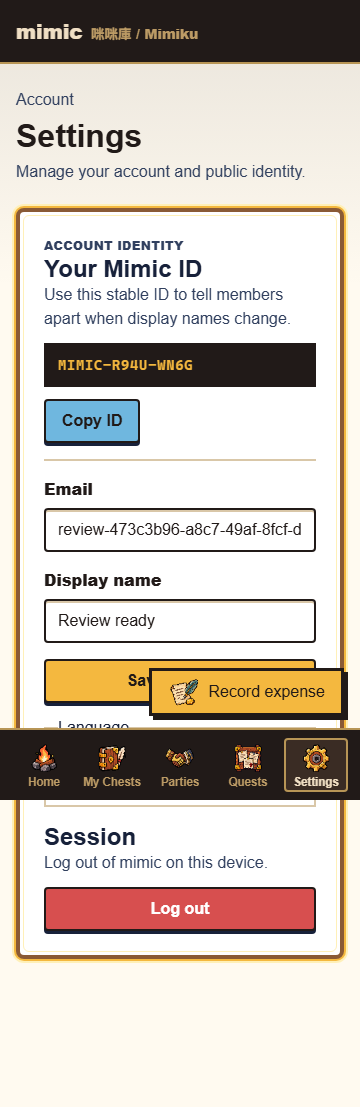 mimic 咪咪庫 / Mimiku
Account
Settings
Manage your account and public identity.
ACCOUNT IDENTITY
Your Mimic ID
Use this stable ID to tell members
apart when display names change.
MIMIC-R94U-WN6G
Copy ID
Email
review-473c3b96-a8c7-49af-8fcf-d
Display name
Review ready
Record expense
Language
Home My Chests Parties Quests Settings
Session
Log out of mimic on this device.
Log out